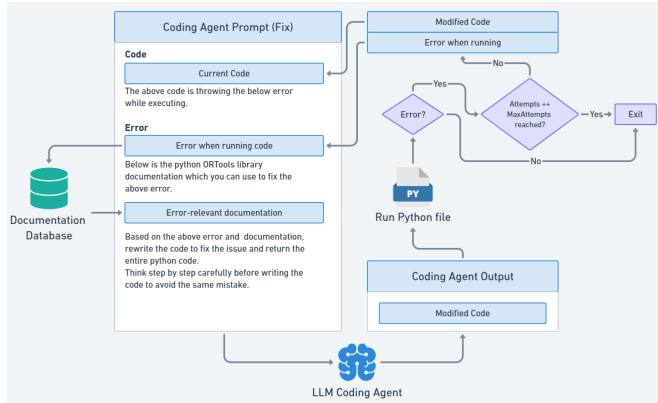 Coding Agent Prompt (Fix)
Code
Current Code
The above code is throwing the below error
while executing.
Error
Error when running code
Below is the python ORTools library
documentation which you can use to fix the
above error.
Error-relevant documentation
Based on the above error and documentation,
rewrite the code to fix the issue and return the
entire python code.
Think step by step carefully before writing the
code to avoid the same mistake.
Documentation
Database
Modified Code
Error when running
No
Yes
Error?
Attempts ++
MaxAttempts
reached?
Yes
Exit
No
PY
Run Python file
Coding Agent Output
Modified Code
LLM Coding Agent